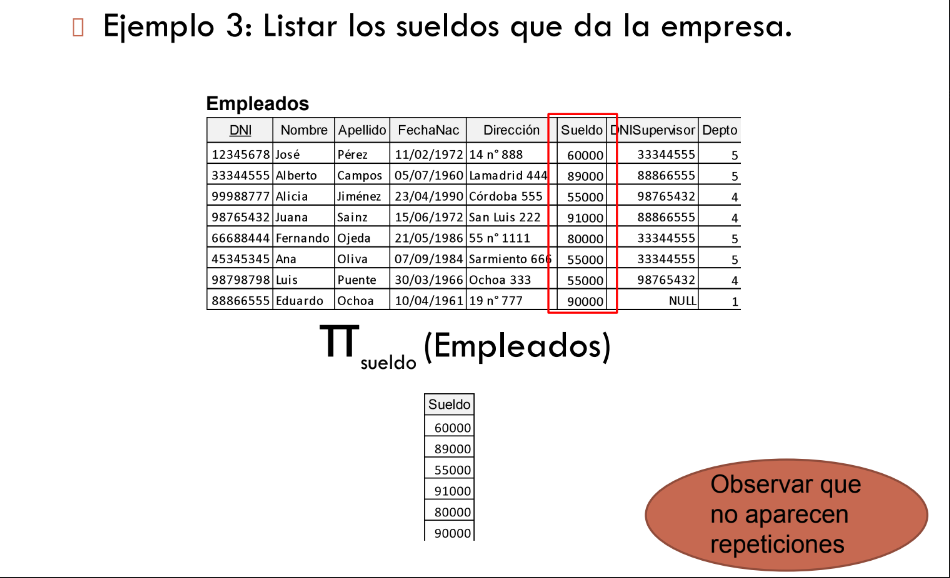 Ejemplo 3: Listar los sueldos que da la empresa.
Empleados
DNI Nombre Apellido FechaNac Dirección Sueldo DNISupervisor Depto
12345678 José Pérez 11/02/1972 14 n° 888 60000 33344555 5
33344555 Alberto Campos 05/07/1960 Lamadrid 444 89000 88866555 5
99988777 Alicia Jiménez 23/04/1990 Córdoba 555 55000 98765432 4
98765432 Juana Sainz 15/06/1972 San Luis 222 91000 88866555 4
66688444 Fernando Ojeda 21/05/1986 55 n° 1111 80000 33344555 5
45345345 Ana Oliva 07/09/1984 Sarmiento 666 55000 33344555 5
98798798 Luis Puente 30/03/1966 Ochoa 333 55000 98765432 4
88866555 Eduardo Ochoa 10/04/1961 19 n° 777 90000 NULL 1
π sueldo (Empleados)
Sueldo
60000
89000
55000
91000
80000
90000
Observar que
no aparecen
repeticiones